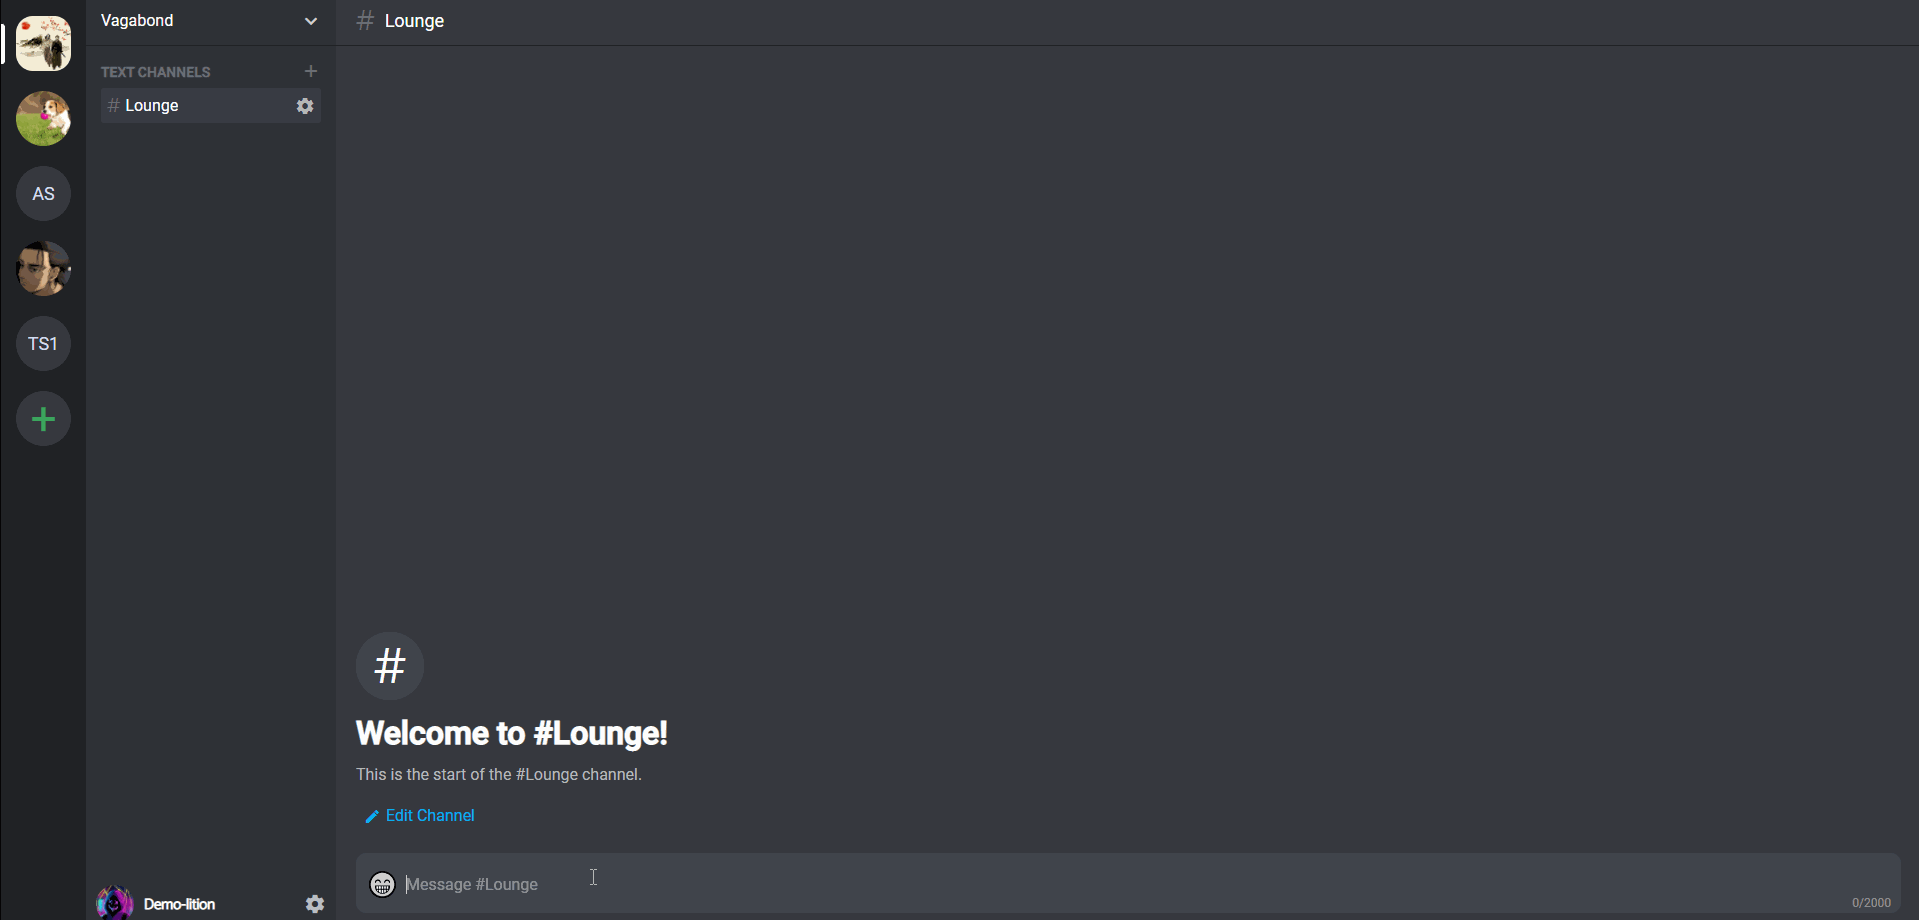 Vagabond
# Lounge
TEXT CHANNELS +
# Lounge
AS
TS1
+
#
Welcome to #Lounge!
This is the start of the #Lounge channel.
Edit Channel
Message #Lounge
0/2000
Demo-lition